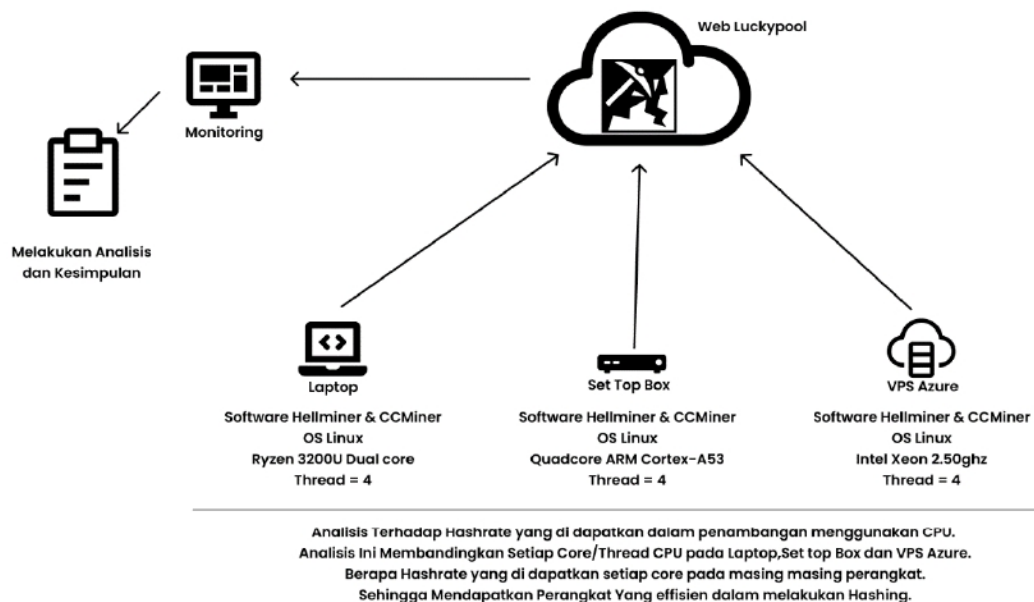 Web Luckypool
Monitoring
Melakukan Analisis
dan Kesimpulan
Laptop
Software Hellminer & CCMiner
OS Linux
Ryzen 3200U Dual core
Thread = 4
Set Top Box
Software Hellminer & CCMiner
OS Linux
Quadcore ARM Cortex-A53
Thread = 4
VPS Azure
Software Hellminer & CCMiner
OS Linux
Intel Xeon 2.50ghz
Thread = 4
Analisis Terhadap Hashrate yang di dapatkan dalam penambangan menggunakan CPU.
Analisis Ini Membandingkan Setiap Core/Thread CPU pada Laptop,Set top Box dan VPS Azure.
Berapa Hashrate yang di dapatkan setiap core pada masing masing perangkat.
Sehingga Mendapatkan Perangkat Yang effisien dalam melakukan Hashing.